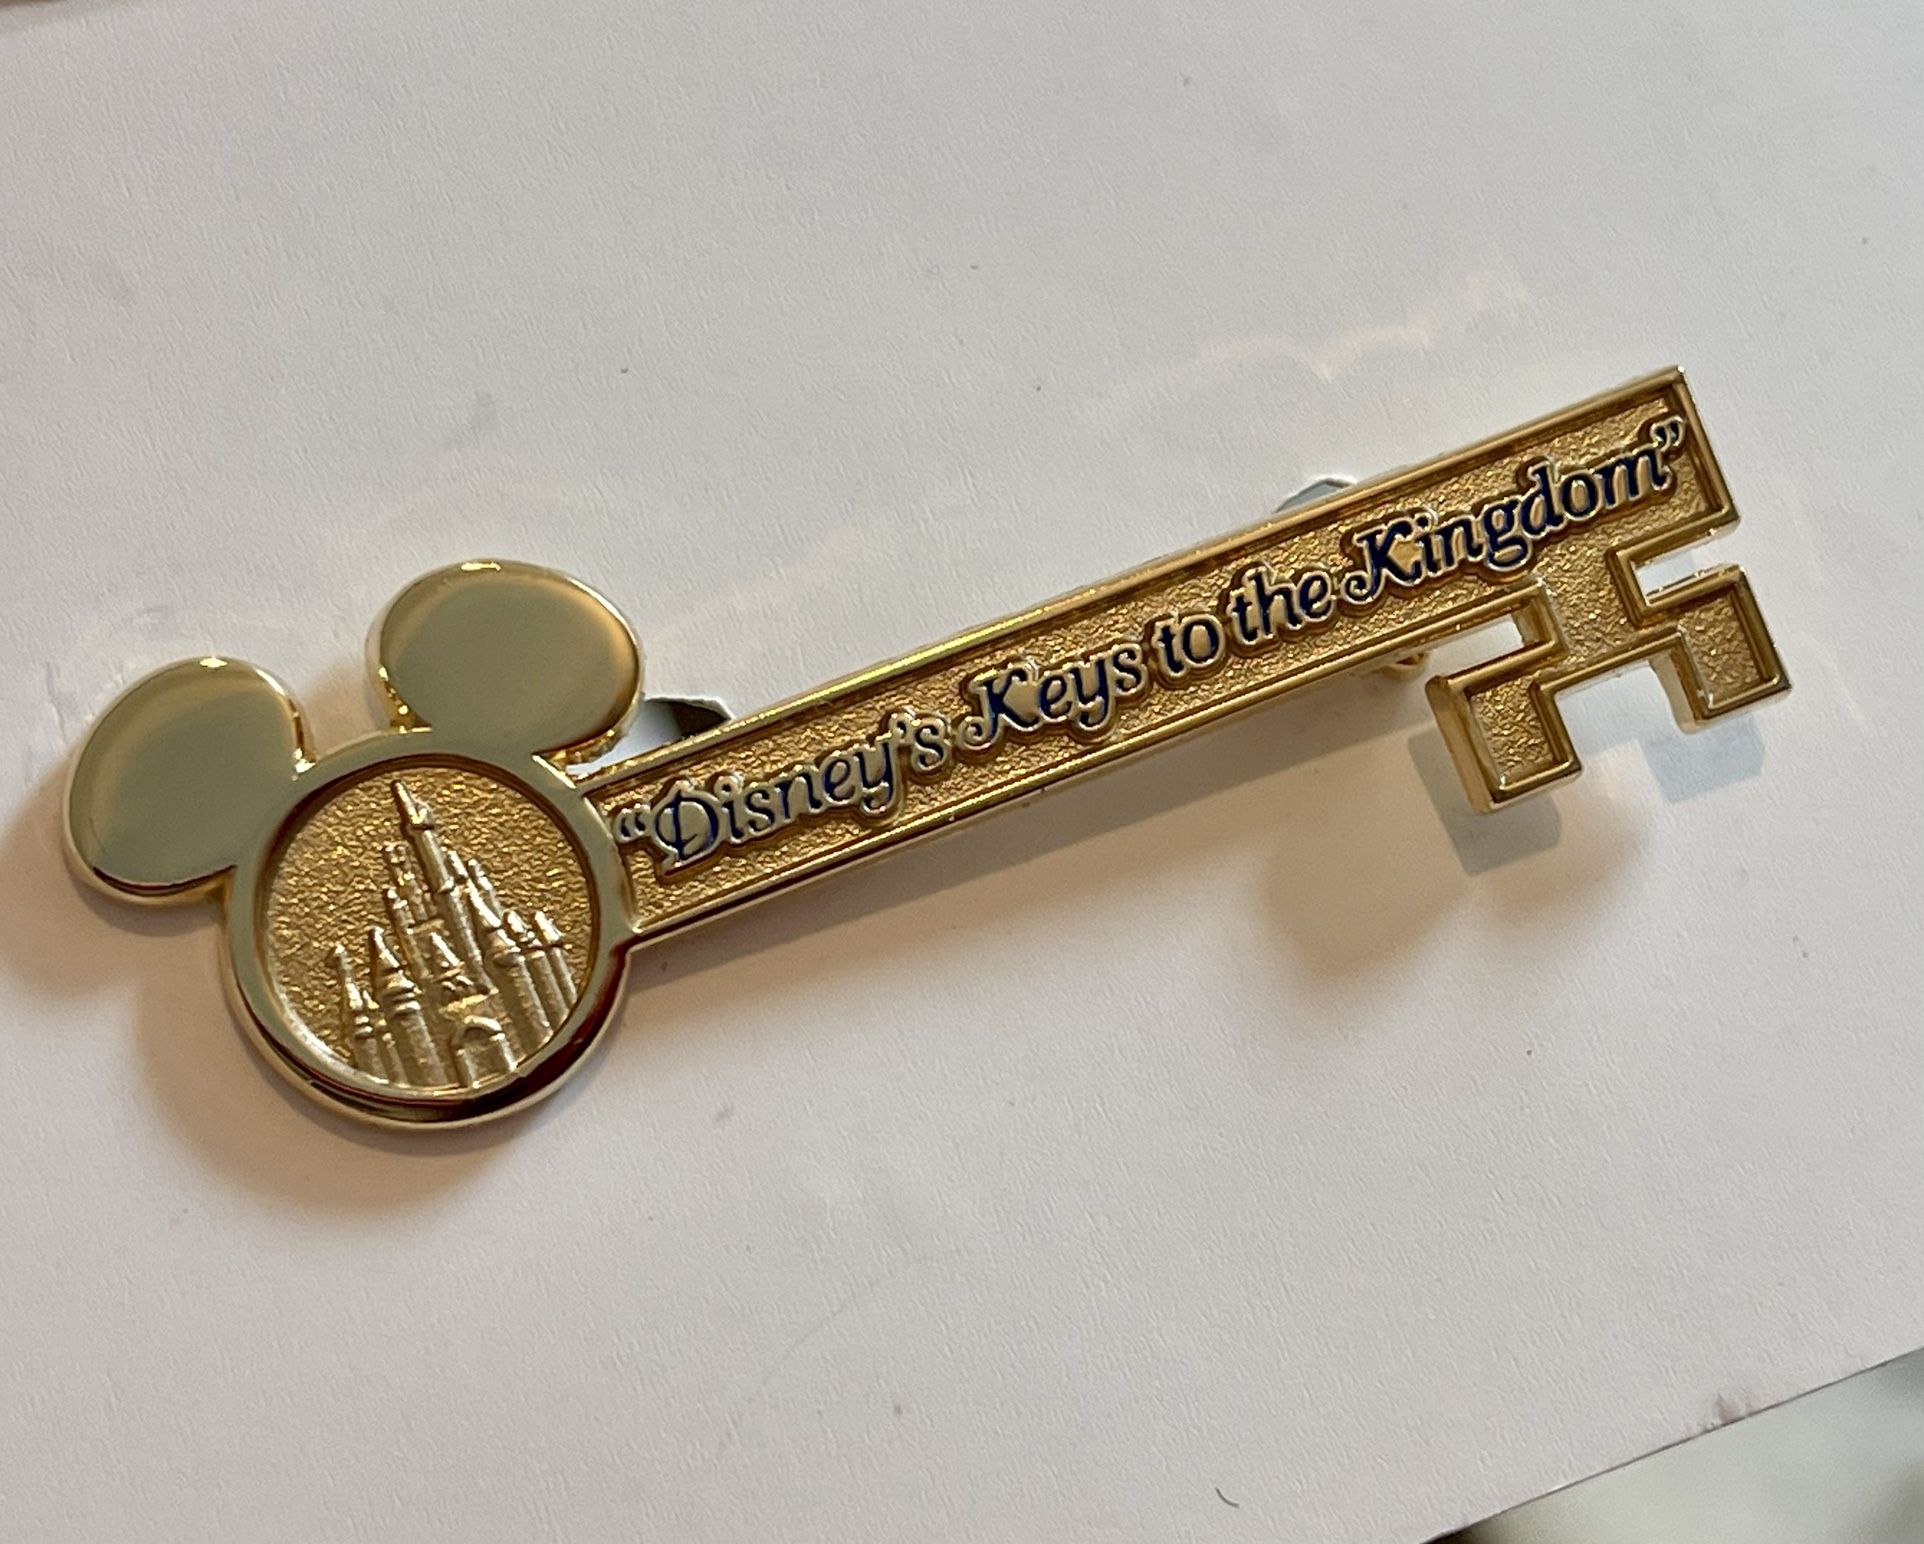 “Disney's Keys to the Kingdom”